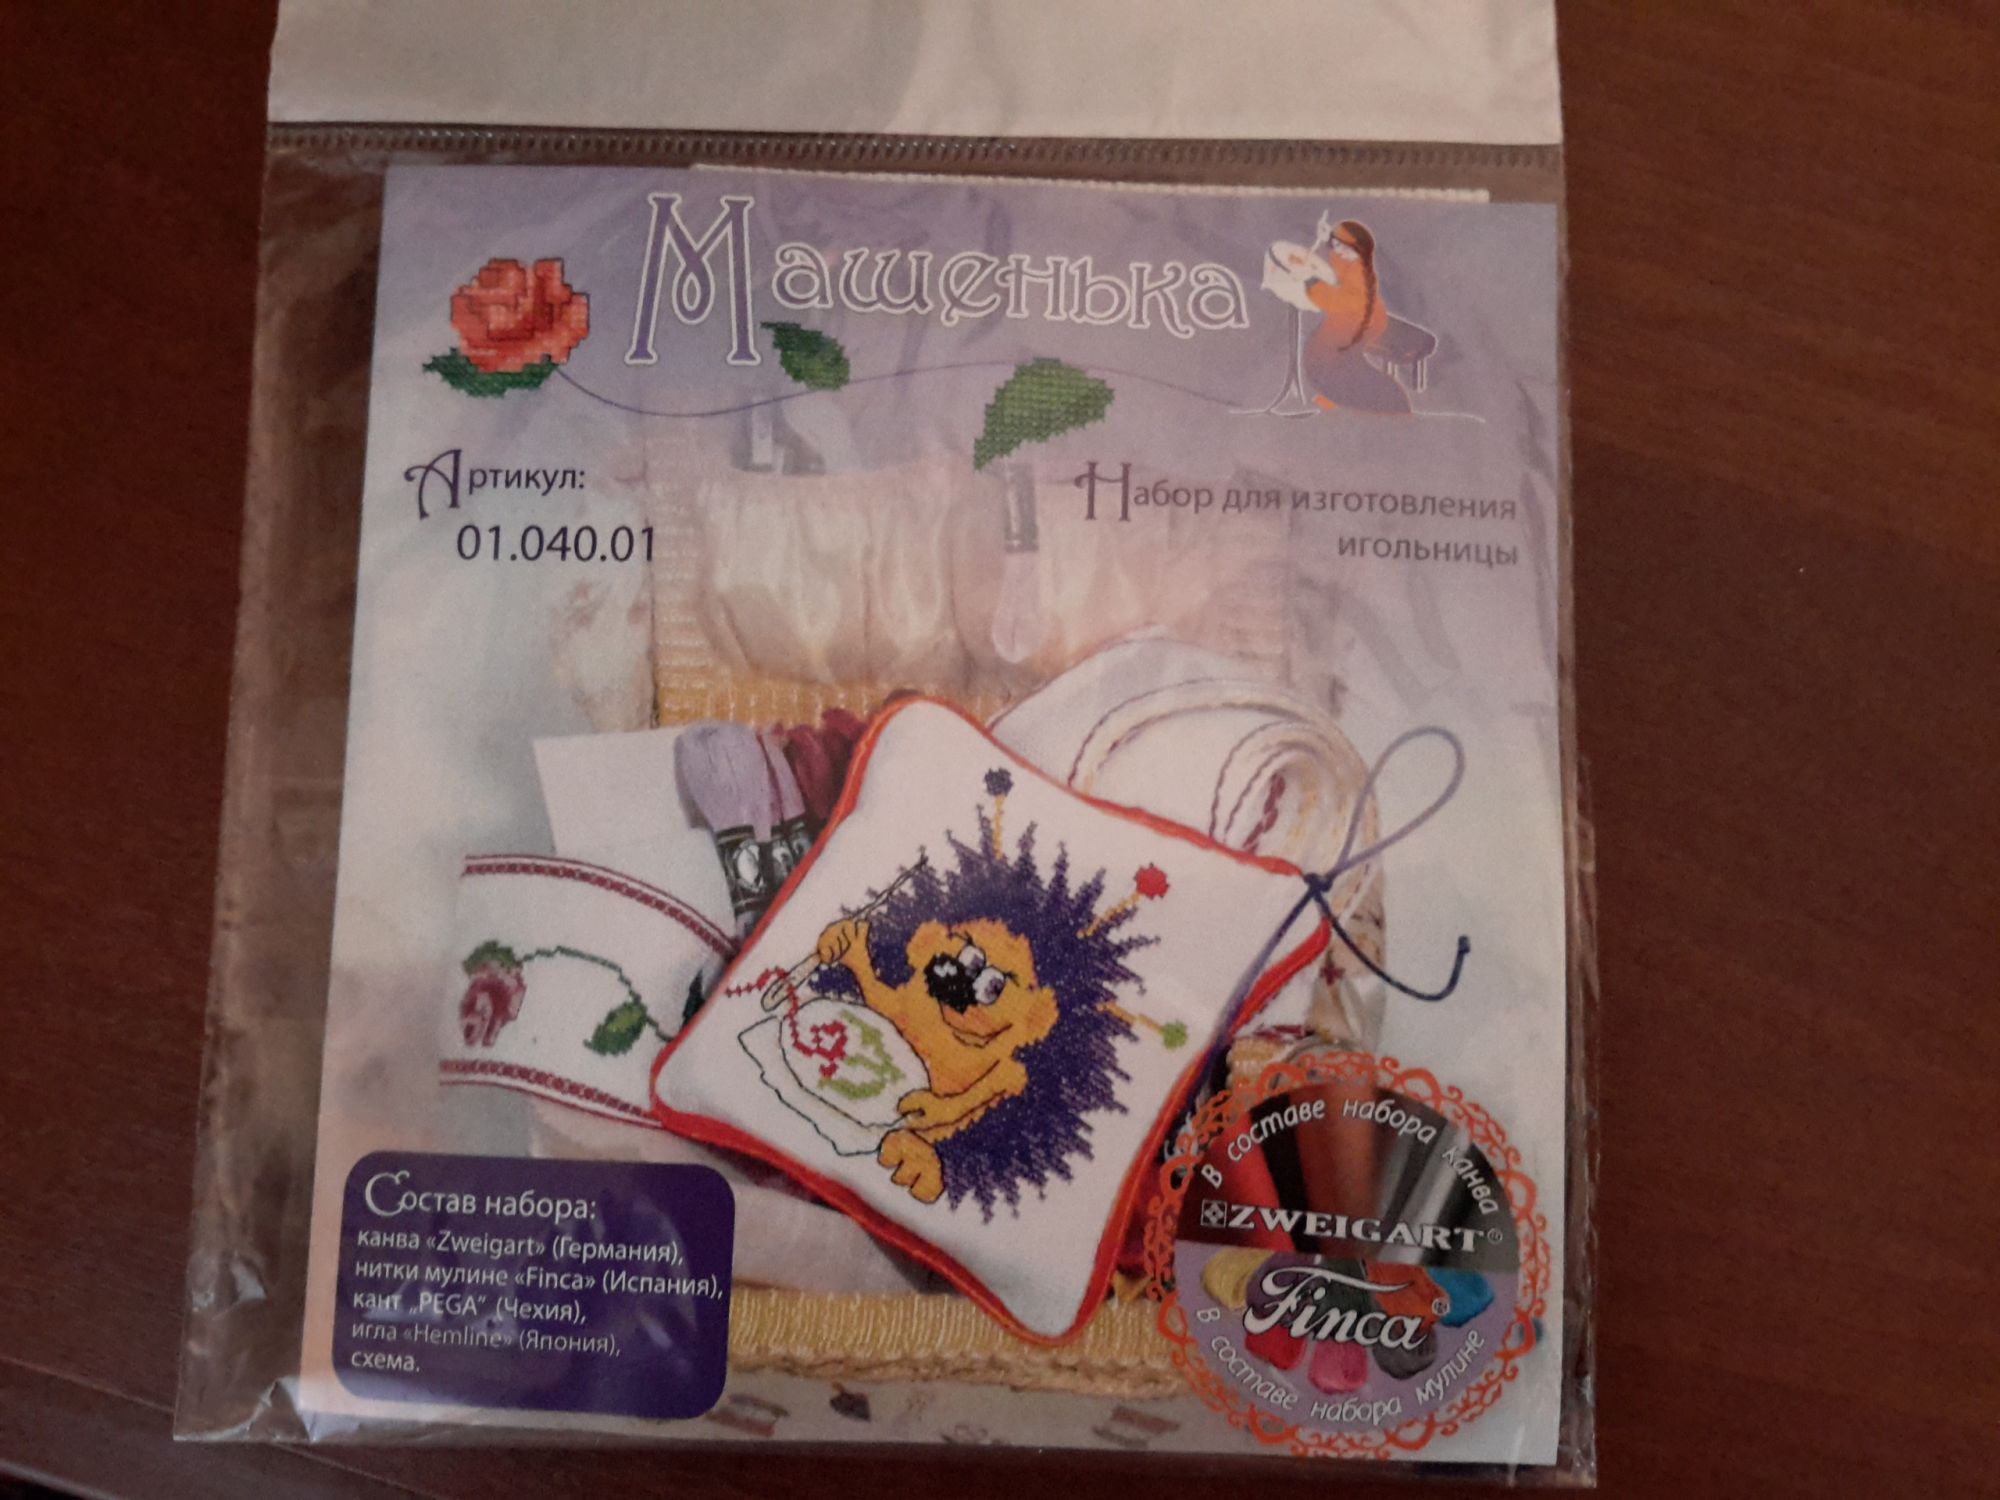 Машенька
Артикул:
01.040.01
Набор для изготовления
игольницы
Состав набора:
канва «Zweigart» (Германия),
нитки мулине «Finca» (Испания),
кант „PEGA” (Чехия),
игла «Hemline» (Япония),
схема.
В составе набора канва
ZWEIGART®
Finca®
В составе набора мулине